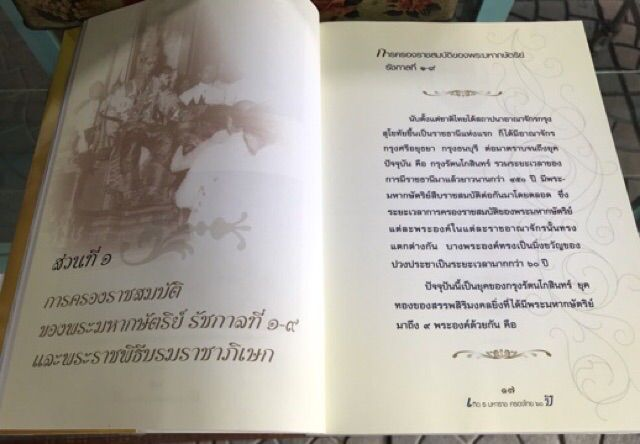 ส่วนที่ ๑
การครองราชสมบัติ
ของพระมหากษัตริย์ รัชกาลที่ ๑-๙
และพระราชพิธีบรมราชาภิเษก
การครองราชสมบัติของพระมหากษัตริย์
รัชกาลที่ ๑-๙
นับตั้งแต่ชาติไทยได้สถาปนาอาณาจักรกรุง
สุโขทัยขึ้นเป็นราชธานีแห่งแรก ก็ได้มีอาณาจักร
กรุงศรีอยุธยา กรุงธนบุรี ต่อมาตราบจนถึงยุค
ปัจจุบัน คือ กรุงรัตนโกสินทร์ รวมระยะเวลาของ
การมีราชธานีมาแล้วยาวนานกว่า ๗๕๐ ปี มีพระ-
มหากษัตริย์สืบราชสมบัติต่อกันมาโดยตลอด ซึ่ง
ระยะเวลาการครองราชสมบัติของพระมหากษัตริย์
แต่ละพระองค์ในแต่ละราชอาณาจักรนั้นทรง
แตกต่างกัน บางพระองค์ทรงเป็นมิ่งขวัญของ
ปวงประชาเป็นระยะเวลามากกว่า ๖๐ ปี
ปัจจุบันนี้เป็นยุคของกรุงรัตนโกสินทร์ ยุค
ทองของสรรพสิริมงคลยิ่งที่ได้มีพระมหากษัตริย์
มาถึง ๙ พระองค์ด้วยกัน คือ
๑๗
เทิด ๕ มหาราช ครองไทย ๖๐ ปี